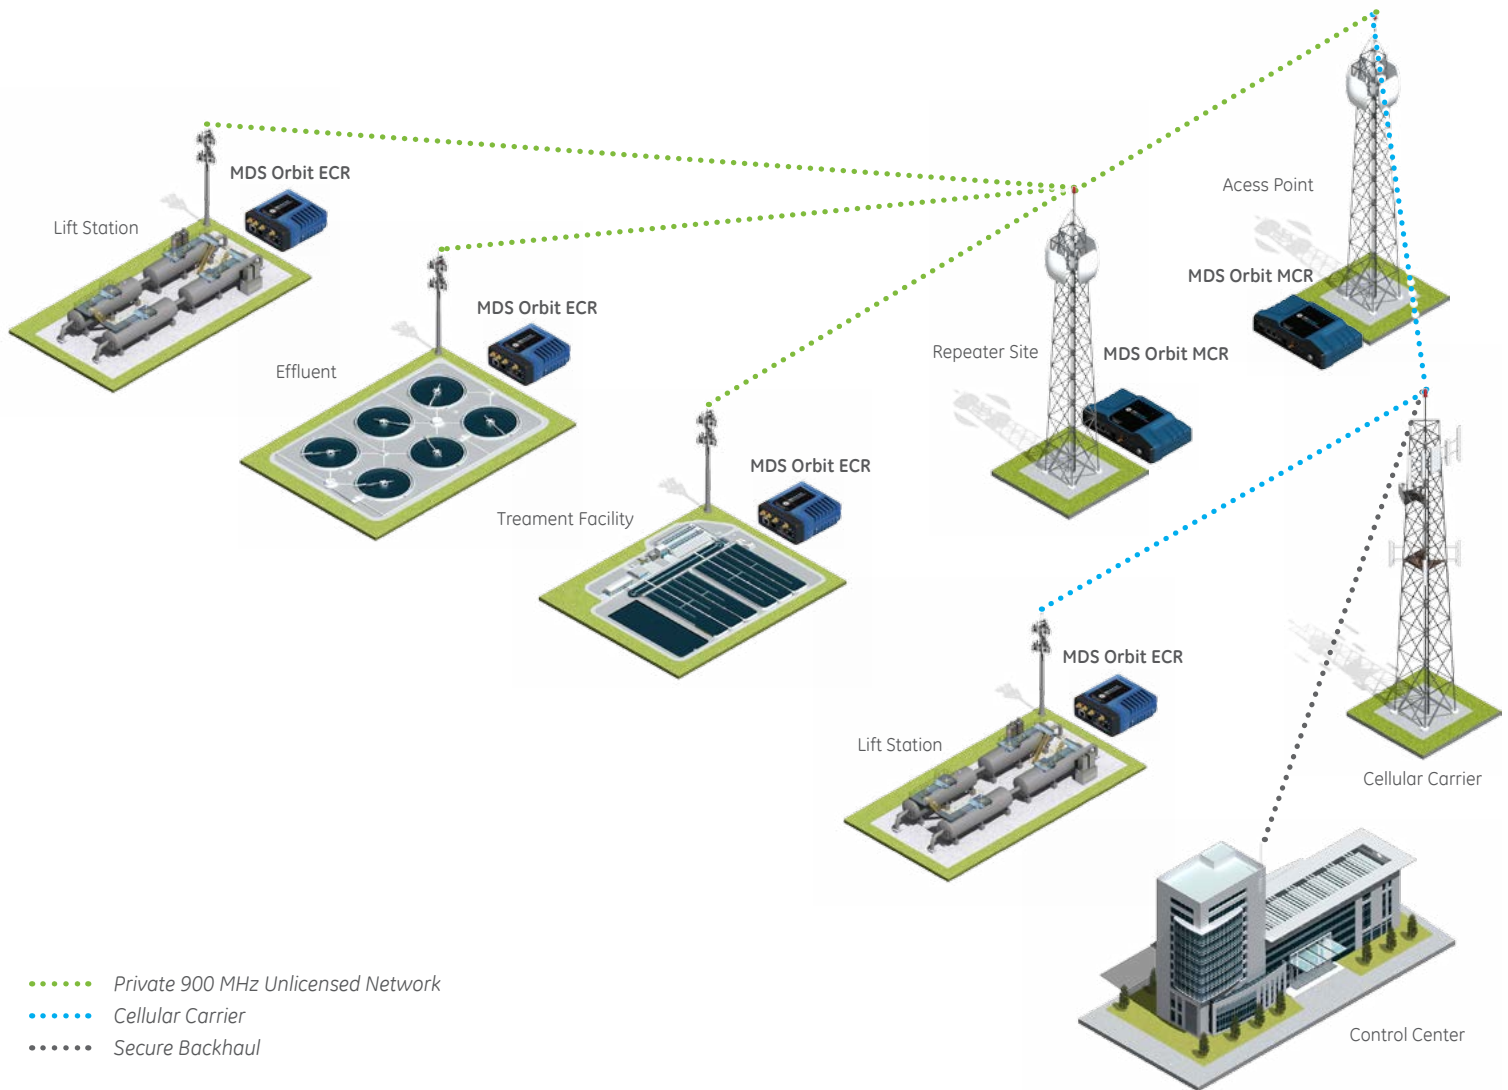 MDS Orbit ECR
Lift Station
Acess Point
MDS Orbit MCR
MDS Orbit ECR
Effluent
Repeater Site
MDS Orbit MCR
MDS Orbit ECR
Treament Facility
MDS Orbit ECR
Lift Station
Cellular Carrier
Private 900 MHz Unlicensed Network
Cellular Carrier
Secure Backhaul
Control Center